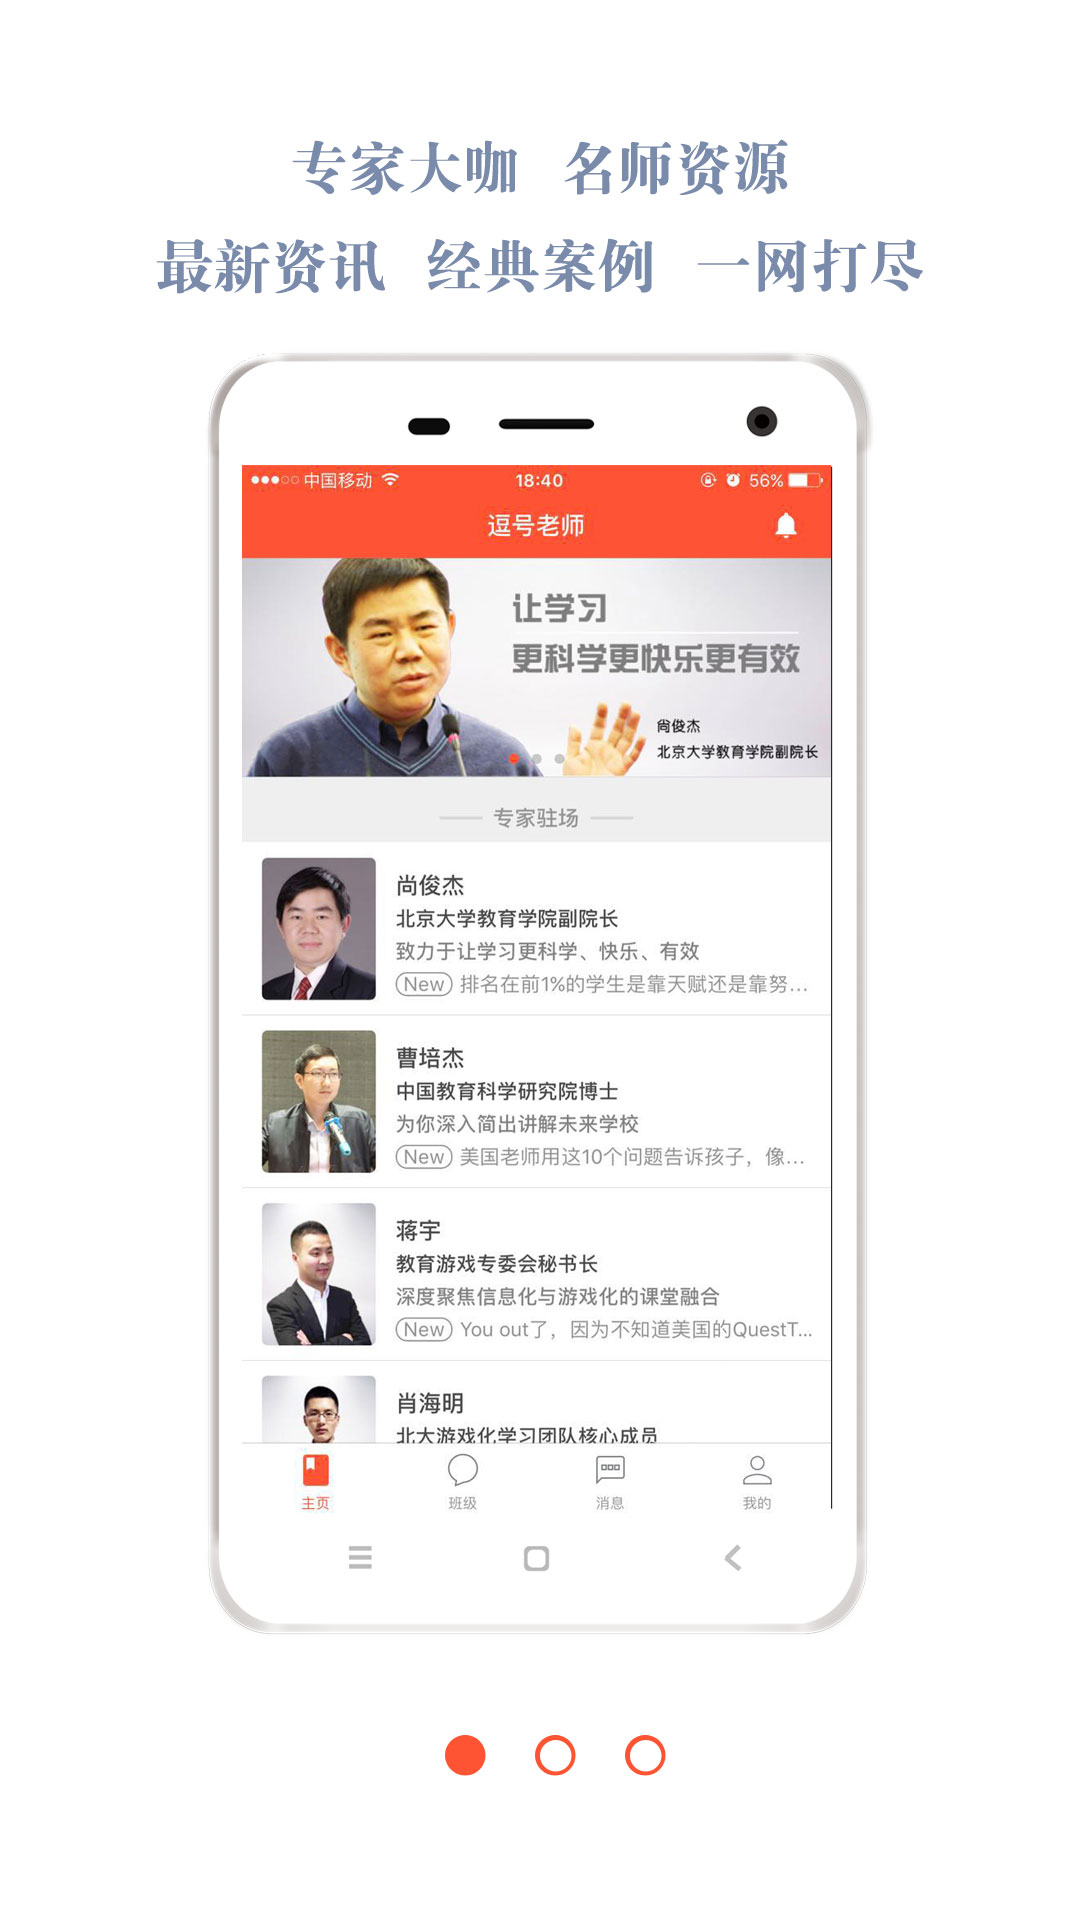 专家大咖 名师资源
最新资讯 经典案例 一网打尽
中国移动 18:40 56%
逗号老师
让学习
更科学更快乐更有效
尚俊杰
北京大学教育学院副院长
专家驻场
尚俊杰
北京大学教育学院副院长
致力于让学习更科学、快乐、有效
New 排名在前1%的学生是靠天赋还是靠努...
曹培杰
中国教育科学研究院博士
为你深入简出讲解未来学校
New 美国老师用这10个问题告诉孩子，像...
蒋宇
教育游戏专委会秘书长
深度聚焦信息化与游戏化的课堂融合
New You out了，因为不知道美国的QuestT...
肖海明
北大游戏化学习团队核心成员
主页 班级 消息 我的